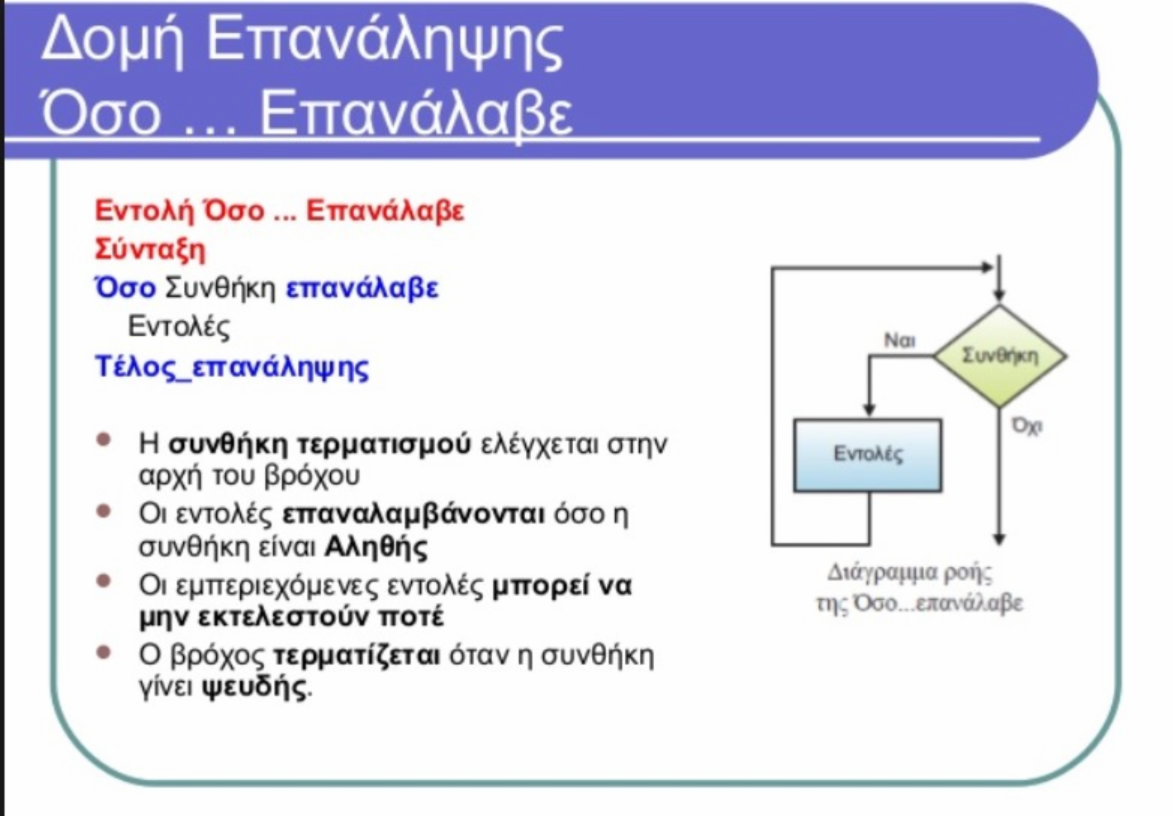 Δομή Επανάληψης
Όσο ... Επανάλαβε
Εντολή Όσο ... Επανάλαβε
Σύνταξη
Όσο Συνθήκη επανάλαβε
Εντολές
Τέλος_επανάληψης
• Η συνθήκη τερματισμού ελέγχεται στην
αρχή του βρόχου
• Οι εντολές επαναλαμβάνονται όσο η
συνθήκη είναι Αληθής
• Οι εμπεριεχόμενες εντολές μπορεί να
μην εκτελεστούν ποτέ
• Ο βρόχος τερματίζεται όταν η συνθήκη
γίνει ψευδής.
Ναι
Συνθήκη
Όχι
Εντολές
Διάγραμμα ροής
της Όσο...επανάλαβε